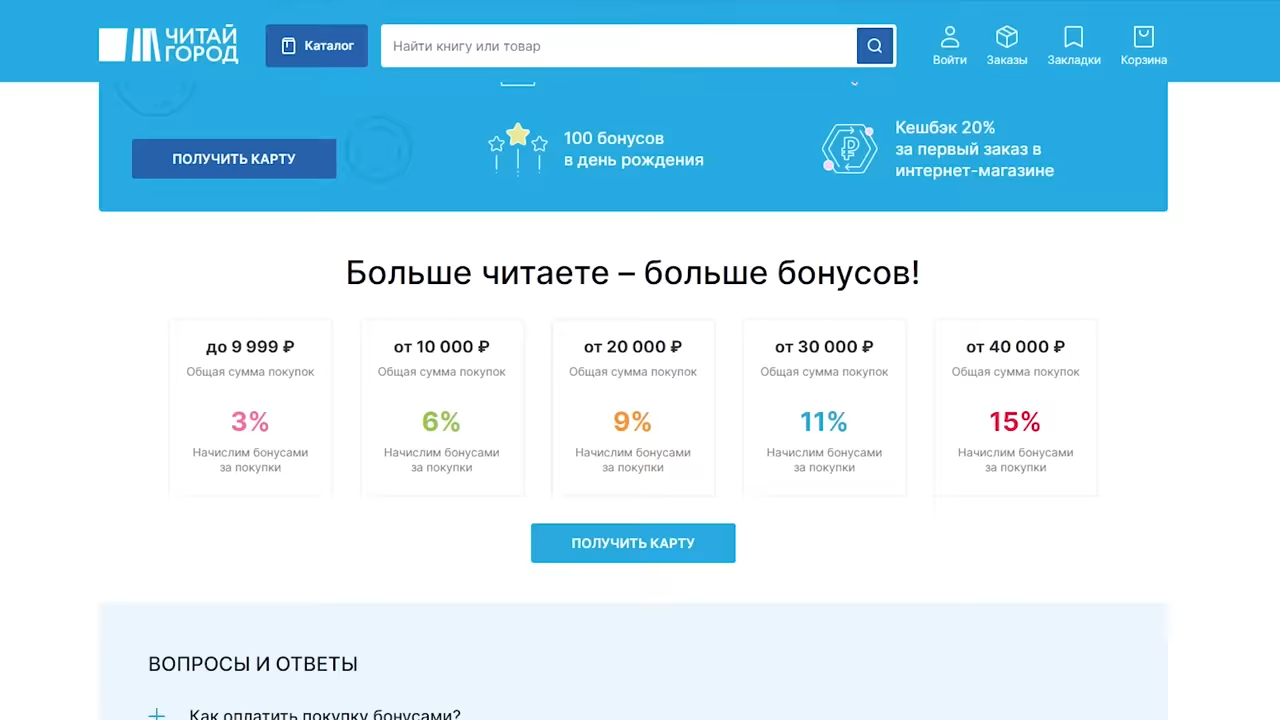 ЧИТАЙ
ГОРОД
Каталог
Найти книгу или товар
Войти
Заказы
Закладки
Корзина
ПОЛУЧИТЬ КАРТУ
100 бонусов
в день рождения
Кешбэк 20%
за первый заказ в
интернет-магазине
Больше читаете – больше бонусов!
до 9 999 ₽
Общая сумма покупок
3%
Начислим бонусами
за покупки
от 10 000 ₽
Общая сумма покупок
6%
Начислим бонусами
за покупки
от 20 000 ₽
Общая сумма покупок
9%
Начислим бонусами
за покупки
от 30 000 ₽
Общая сумма покупок
11%
Начислим бонусами
за покупки
от 40 000 ₽
Общая сумма покупок
15%
Начислим бонусами
за покупки
ПОЛУЧИТЬ КАРТУ
ВОПРОСЫ И ОТВЕТЫ
Как оплатить покупку бонусами?